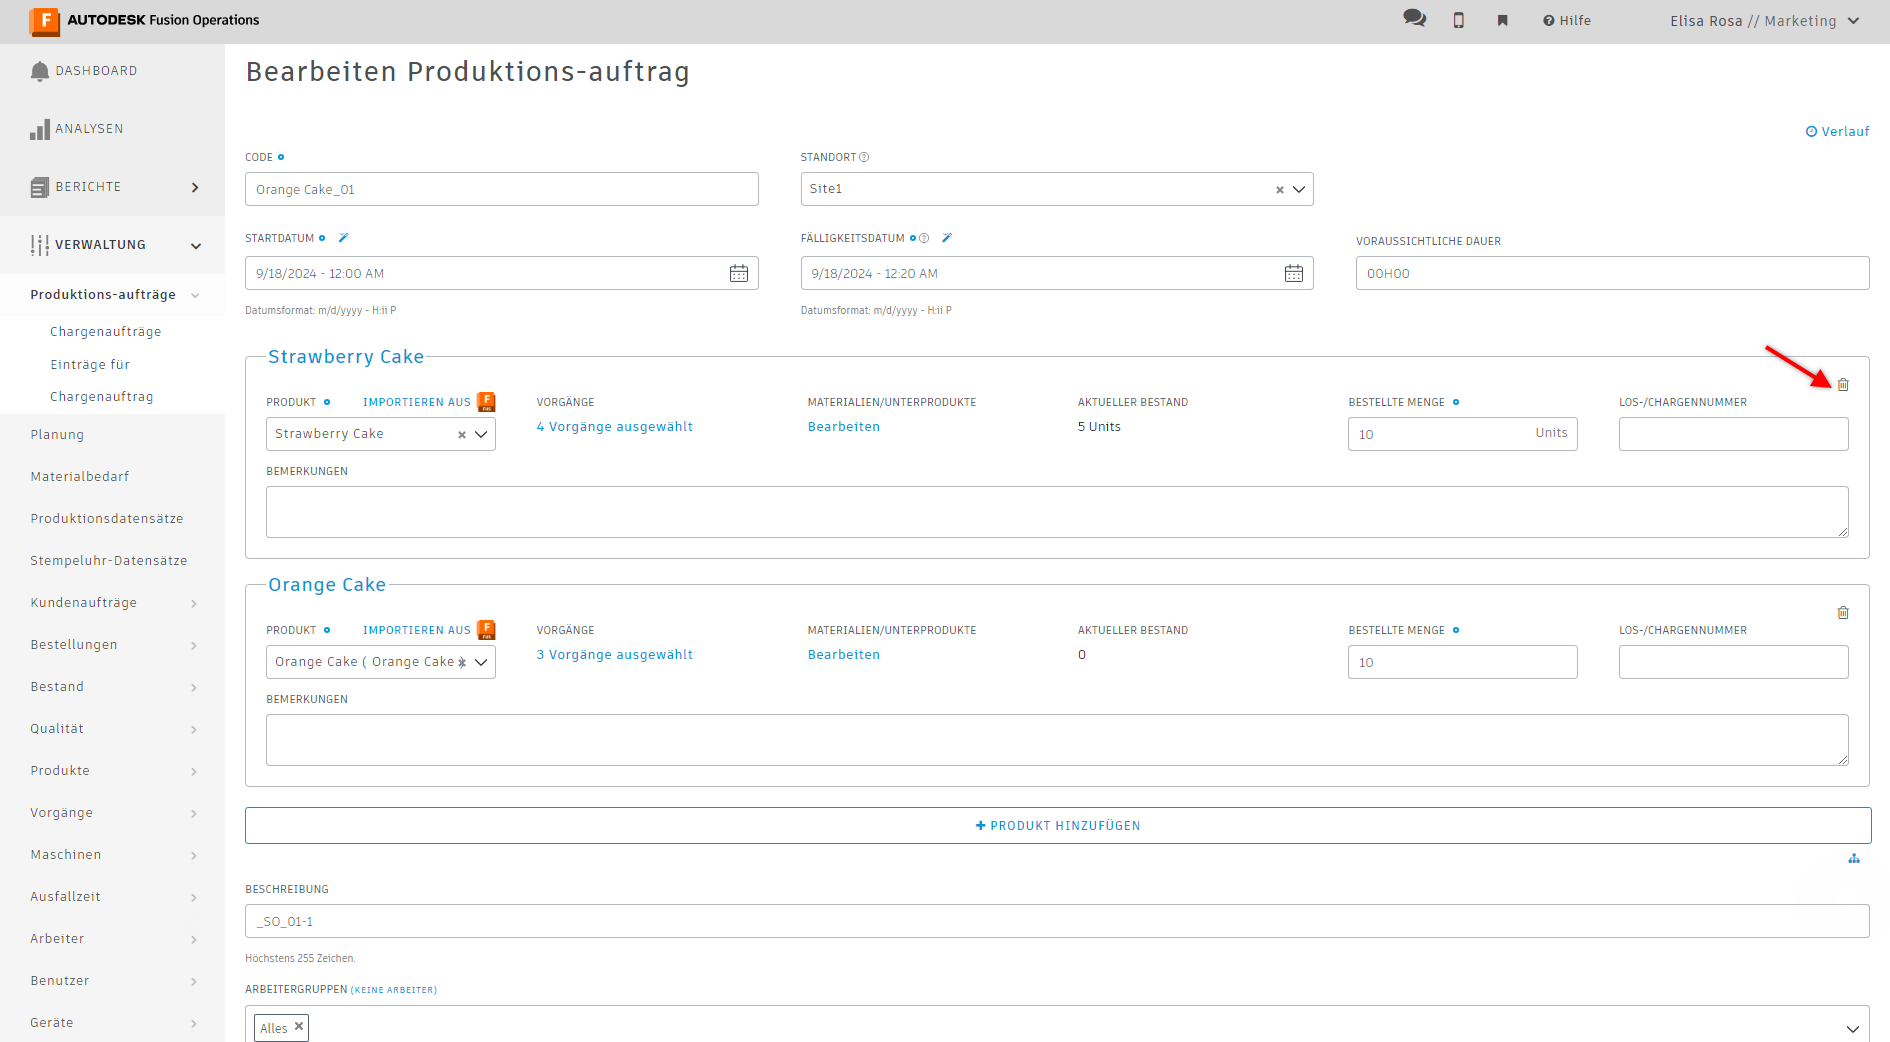 AUTODESK Fusion Operations
Hilfe
Elisa Rosa // Marketing
DASHBOARD
ANALYSEN
BERICHTE
VERWALTUNG
Produktions-aufträge
Chargenaufträge
Einträge für
Chargenauftrag
Planung
Materialbedarf
Produktionsdatensätze
Stempeluhr-Datensätze
Kundenaufträge
Bestellungen
Bestand
Qualität
Produkte
Vorgänge
Maschinen
Ausfallzeit
Arbeiter
Benutzer
Geräte
Bearbeiten Produktions-auftrag
Verlauf
CODE
STANDORT
Orange Cake_01
Site1
STARTDATUM
FÄLLIGKEITSDATUM
VORAUSSICHTLICHE DAUER
9/18/2024 - 12:00 AM
9/18/2024 - 12:20 AM
00H00
Datumsformat: m/d/yyyy - H:ii P
Datumsformat: m/d/yyyy - H:ii P
Strawberry Cake
PRODUKT
IMPORTIEREN AUS
VORGÄNGE
MATERIALIEN/UNTERPRODUKTE
AKTUELLER BESTAND
BESTELLTE MENGE
LOS-/CHARGENNUMMER
Strawberry Cake
4 Vorgänge ausgewählt
Bearbeiten
5 Units
10
Units
BEMERKUNGEN
Orange Cake
PRODUKT
IMPORTIEREN AUS
VORGÄNGE
MATERIALIEN/UNTERPRODUKTE
AKTUELLER BESTAND
BESTELLTE MENGE
LOS-/CHARGENNUMMER
Orange Cake ( Orange Cake
3 Vorgänge ausgewählt
Bearbeiten
0
10
BEMERKUNGEN
+ PRODUKT HINZUFÜGEN
BESCHREIBUNG
_SO_01-1
Höchstens 255 Zeichen.
ARBEITERGRUPPEN (KEINE ARBEITER)
Alles